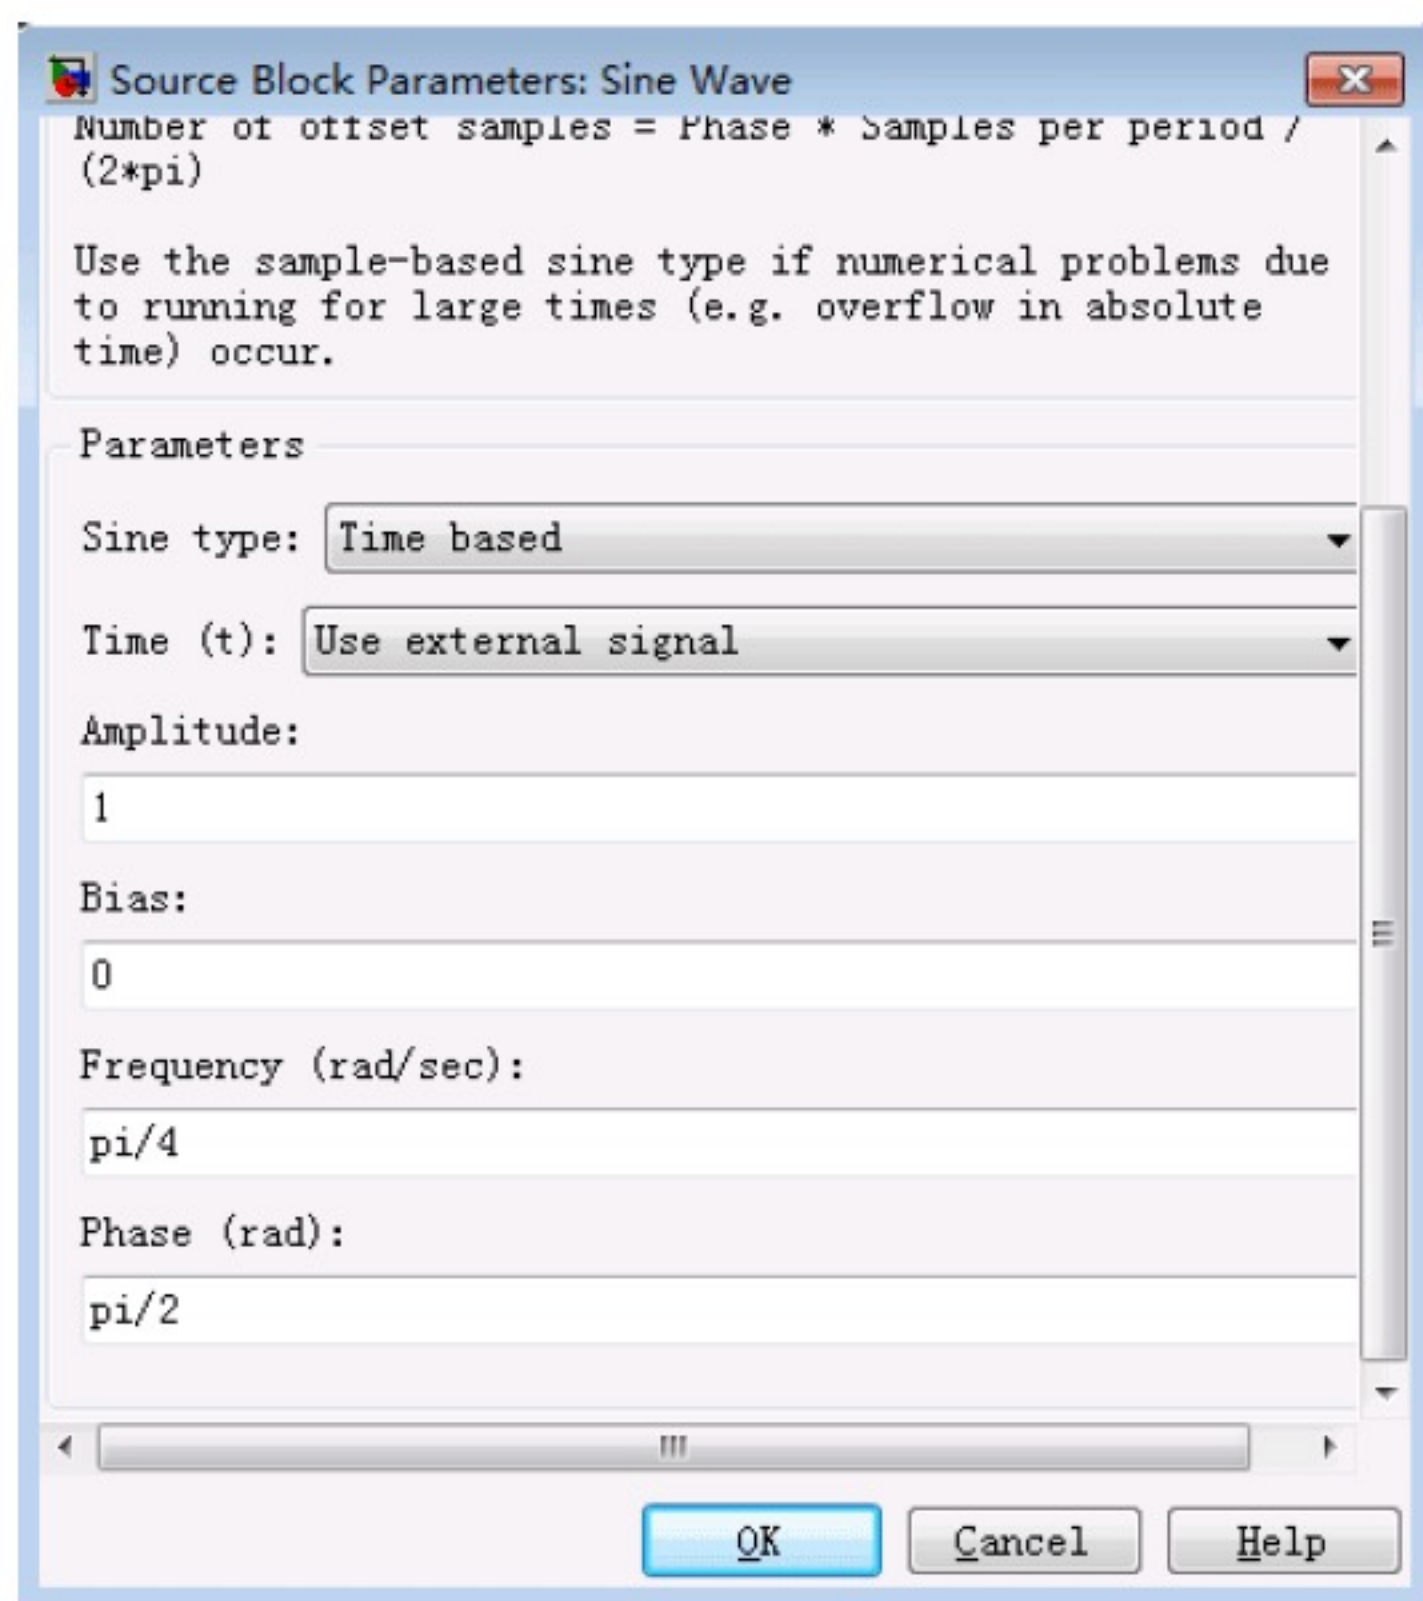 Source Block Parameters: Sine Wave
Number of offset samples = Phase * Samples per period /
(2*pi)
Use the sample-based sine type if numerical problems due
to running for large times (e.g. overflow in absolute
time) occur.
Parameters
Sine type: Time based
Time (t): Use external signal
Amplitude:
1
Bias:
0
Frequency (rad/sec):
pi/4
Phase (rad):
pi/2
OK Cancel Help